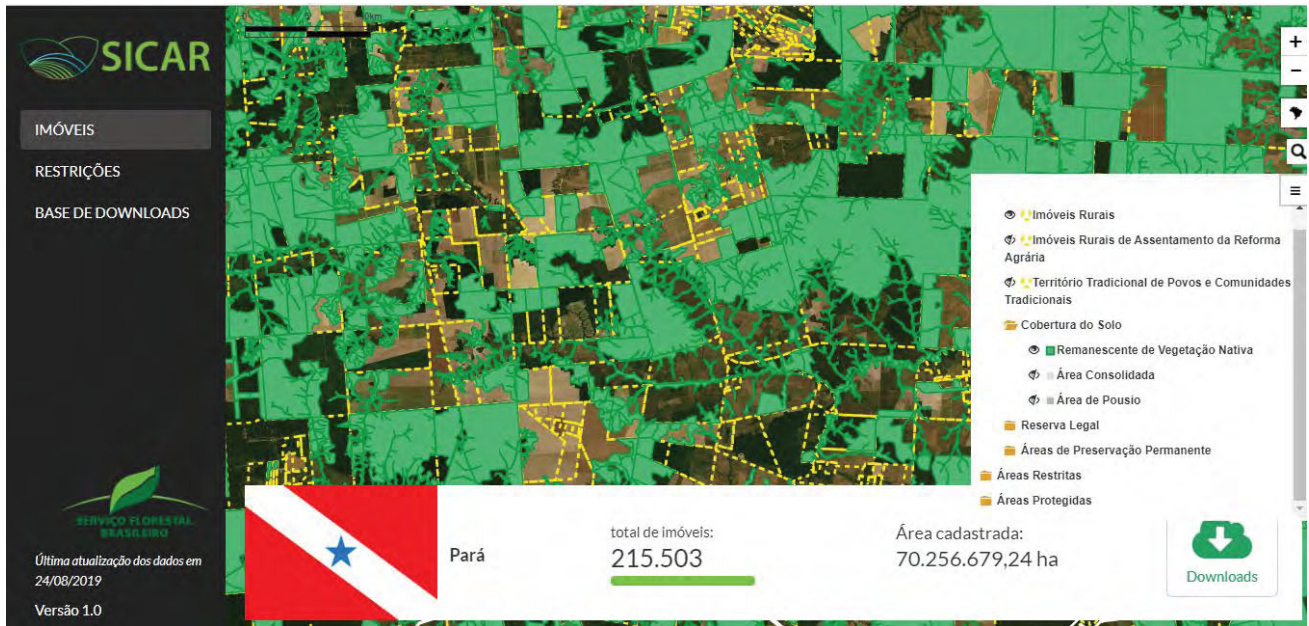 SICAR
IMÓVEIS
RESTRIÇÕES
BASE DE DOWNLOADS
SERVIÇO FLORESTAL
BRASILEIRO
Última atualização dos dados em
24/08/2019
Versão 1.0
+
−
Imóveis Rurais
Imóveis Rurais de Assentamento da Reforma
Agrária
Território Tradicional de Povos e Comunidades
Tradicionais
Cobertura do Solo
Remanescente de Vegetação Nativa
Área Consolidada
Área de Pousio
Reserva Legal
Áreas de Preservação Permanente
Áreas Restritas
Áreas Protegidas
Pará
total de imóveis:
215.503
Área cadastrada:
70.256.679,24 ha
Downloads